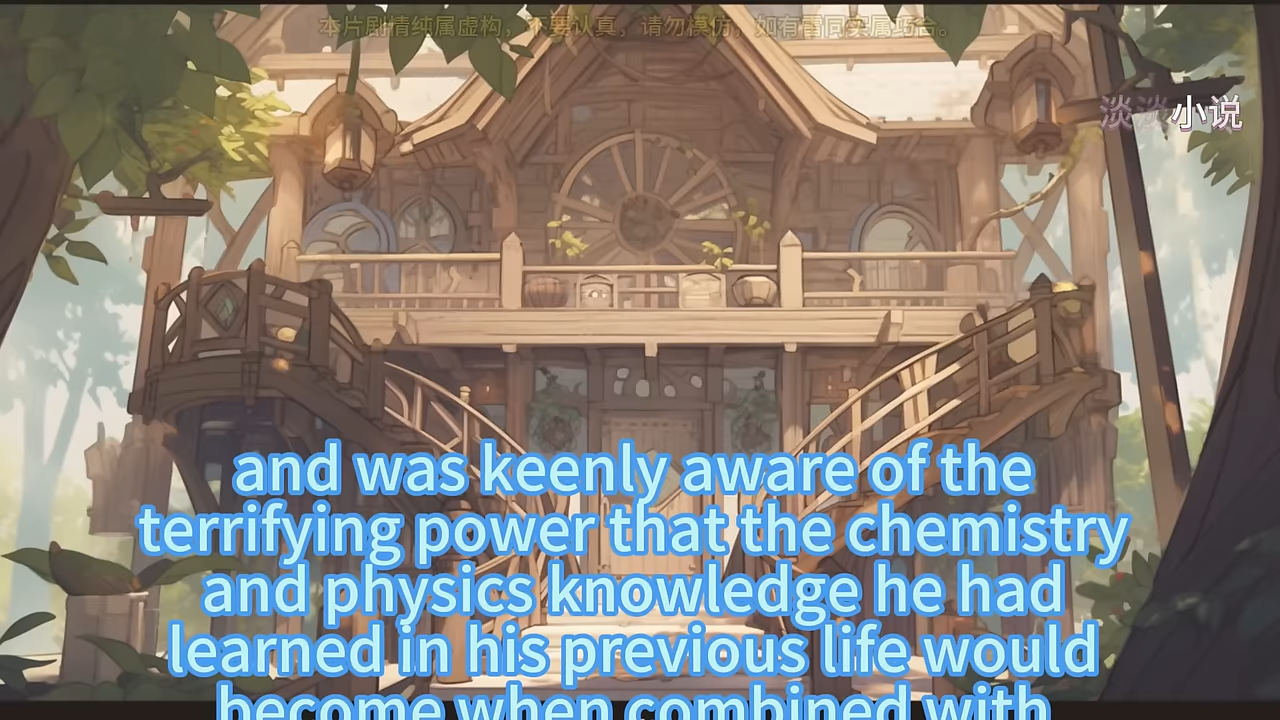 本片剧情纯属虚构，不要认真，请勿模仿，如有雷同实属巧合。
淡淡小说
and was keenly aware of the
terrifying power that the chemistry
and physics knowledge he had
learned in his previous life would
become when combined with